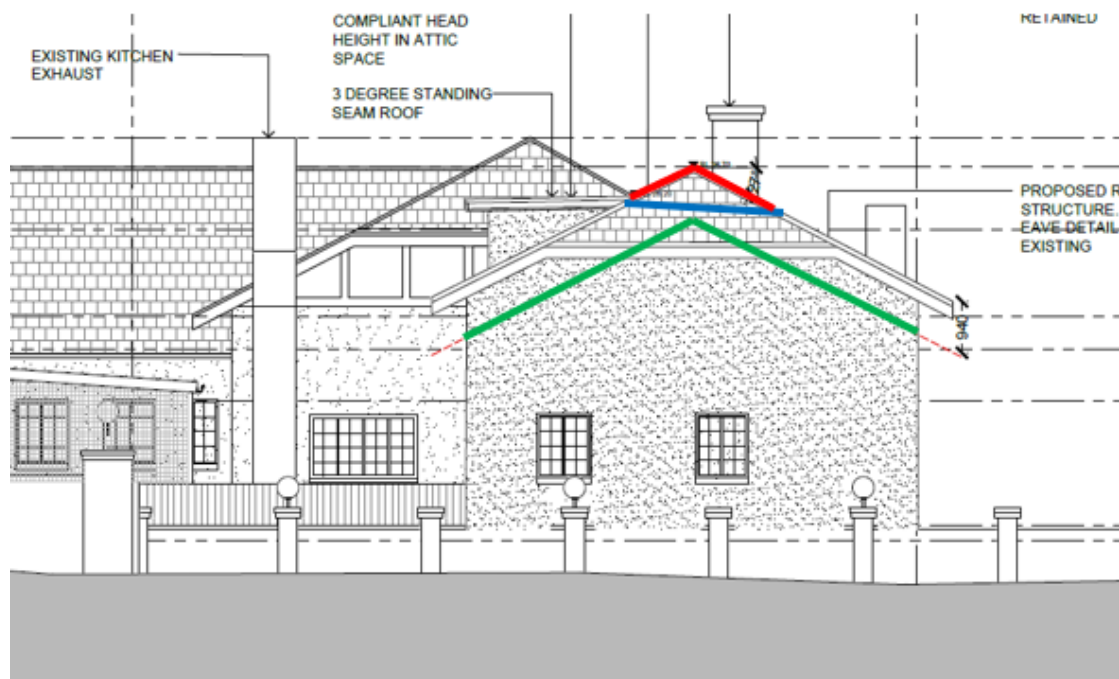 COMPLIANT HEAD
HEIGHT IN ATTIC
SPACE
RETAINED
EXISTING KITCHEN
EXHAUST
3 DEGREE STANDING
SEAM ROOF
PROPOSED R
STRUCTURE.
EAVE DETAIL
EXISTING
940